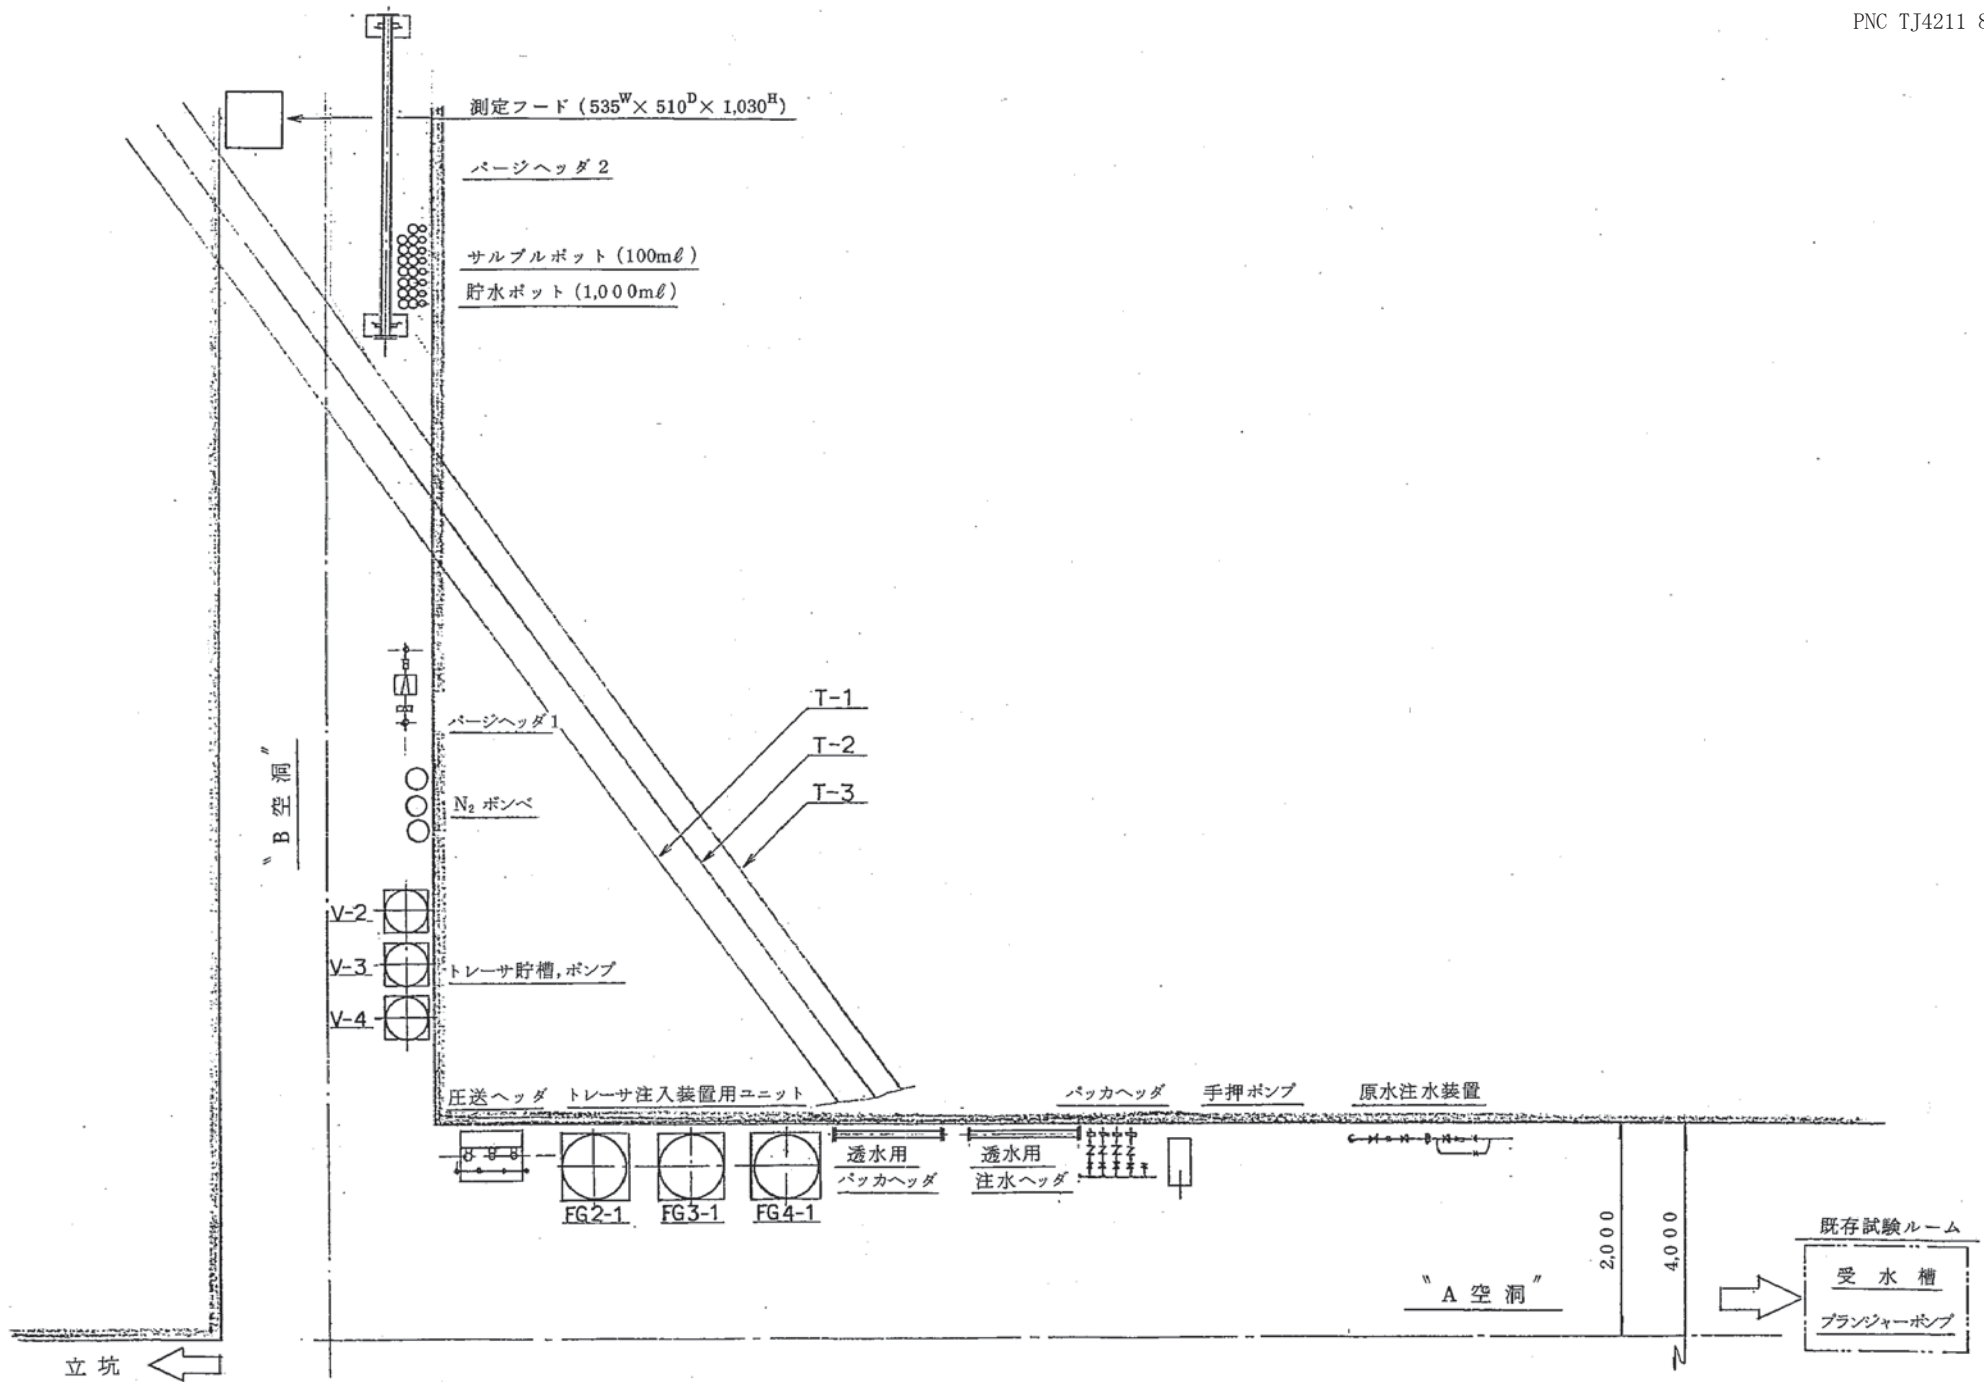 PNC TJ4211 8
測定フード (535W× 510D× 1,030H)
パージヘッダ 2
サルプルポット (100mℓ)
貯水ポット (1,000mℓ)
T-1
パージヘッダ 1
T-2
T-3
"B 空洞"
N₂ ボンベ
V-2
V-3
トレーサ貯槽,ポンプ
V-4
圧送ヘッダ
トレーサ注入装置用ユニット
パッカヘッダ
手押ポンプ
原水注水装置
透水用
パッカヘッダ
透水用
注水ヘッダ
FG2-1
FG3-1
FG4-1
2,000
4,000
既存試験ルーム
受水槽
プランジャーポンプ
"A 空洞"
立坑